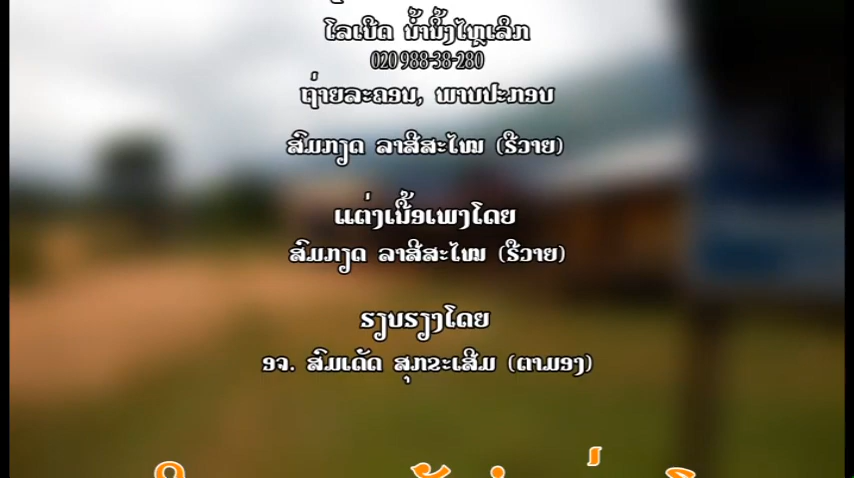 ໂລເປີດ ນ້ຳນິ້ງໄຫຼເລິກ
020 988-38-280
ຖ່າຍລະຄອນ, ພາບປະກອບ
ສົມກຽດ ລາສີສະໄໝ (ຮີວາຍ)
ແຕ່ງເນື້ອເພງໂດຍ
ສົມກຽດ ລາສີສະໄໝ (ຮີວາຍ)
ຮຽບຮຽງໂດຍ
ອຈ. ສົມເດັດ ສຸກຂະເສີມ (ຕາມອງ)